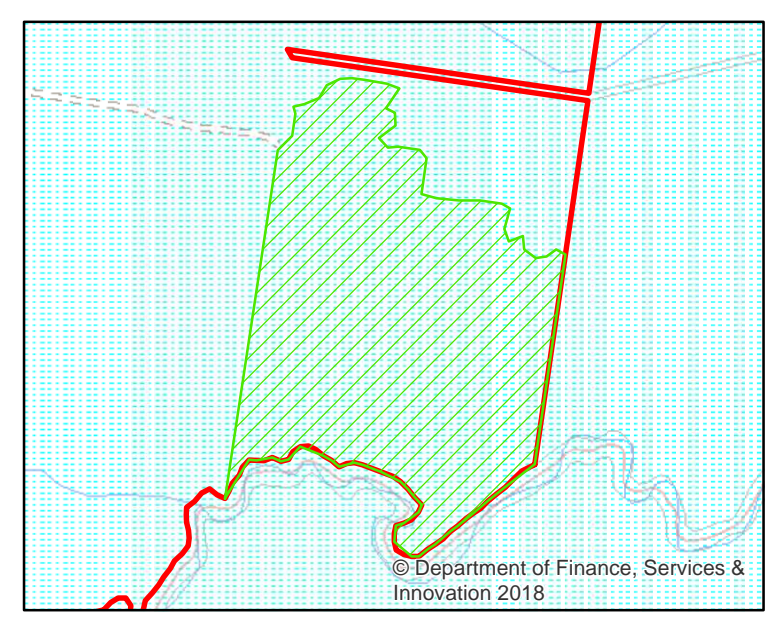 © Department of Finance, Services &
Innovation 2018